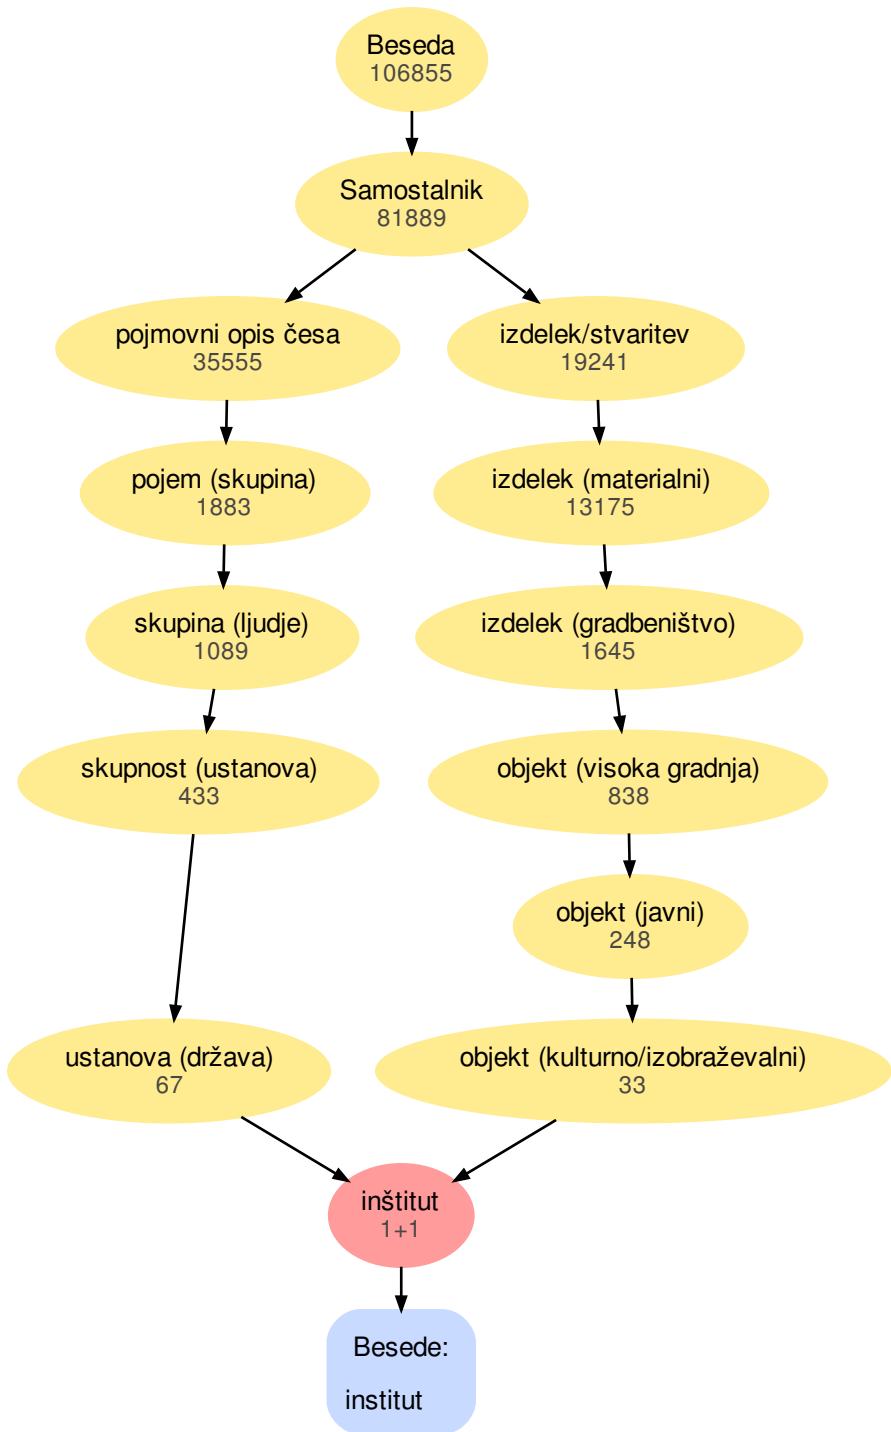 Beseda
106855
Samostalnik
81889
pojmovni opis česa
35555
izdelek/stvaritev
19241
pojem (skupina)
1883
izdelek (materialni)
13175
skupina (ljudje)
1089
izdelek (gradbeništvo)
1645
skupnost (ustanova)
433
objekt (visoka gradnja)
838
objekt (javni)
248
ustanova (država)
67
objekt (kulturno/izobraževalni)
33
inštitut
1+1
Besede:
institut